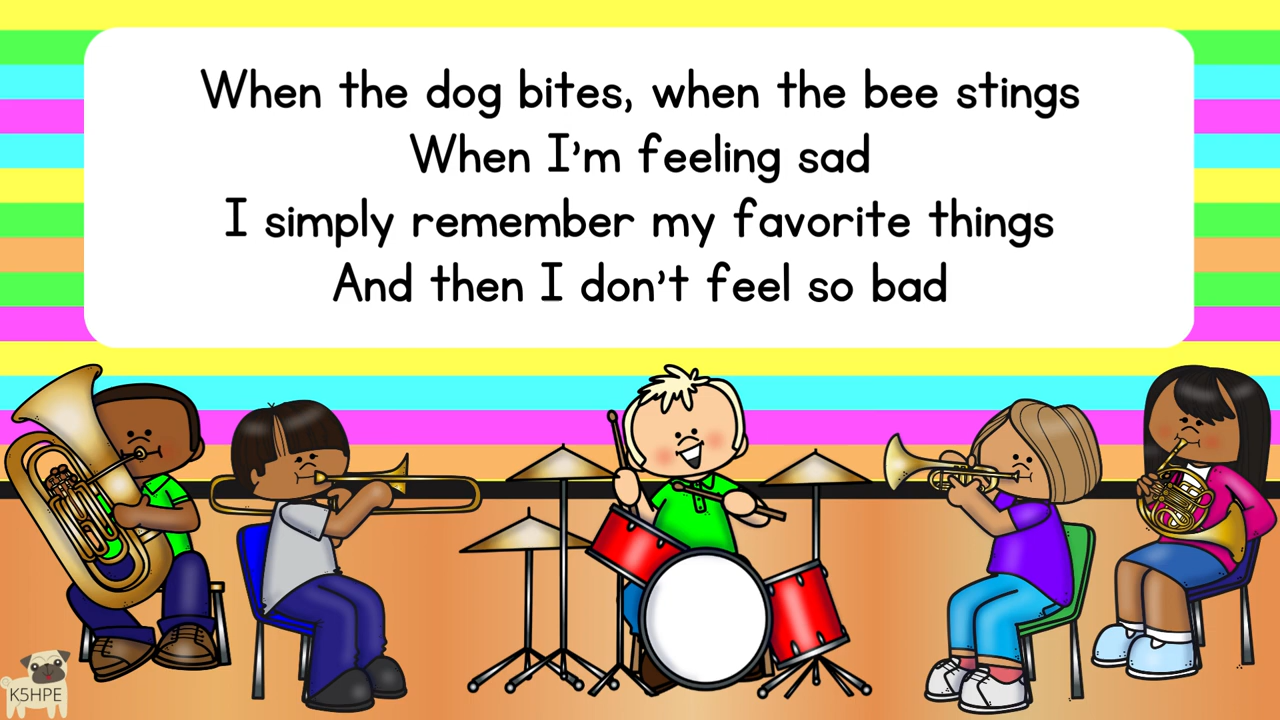 When the dog bites, when the bee stings
When I'm feeling sad
I simply remember my favorite things
And then I don't feel so bad
K5HPE